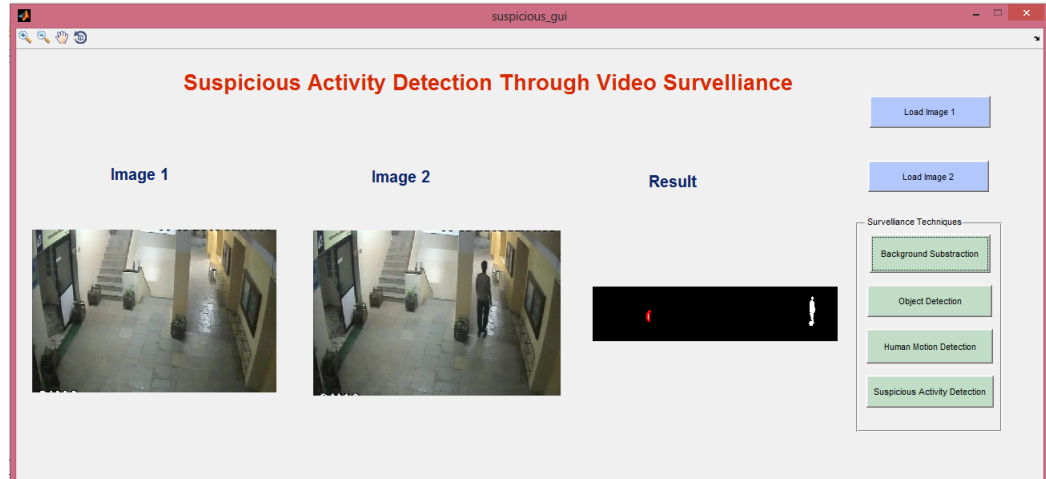 suspicious_gui
Suspicious Activity Detection Through Video Survelliance
Load Image 1
Image 1
Image 2
Result
Load Image 2
Survelliance Techniques
Background Substraction
Object Detection
Human Motion Detection
Suspicious Activity Detection